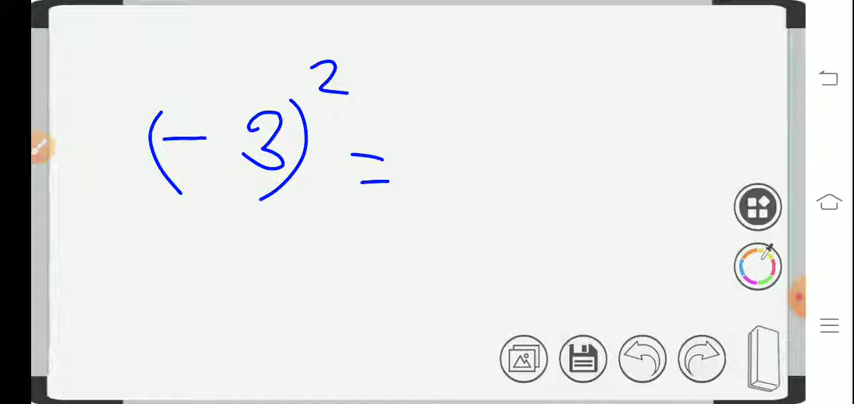 (- 3)² =